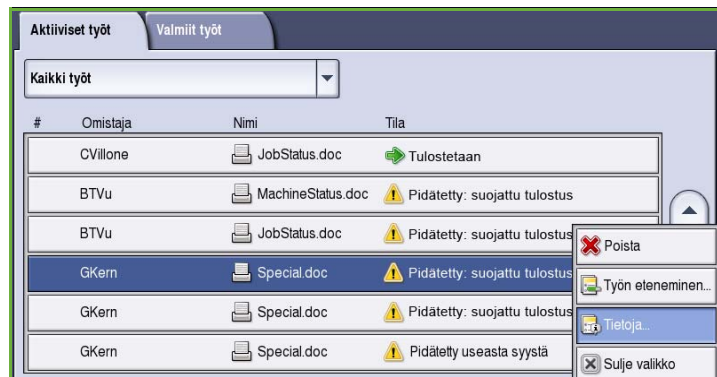 Aktiiviset työt Valmiit työt
Kaikki työt
# Omistaja Nimi Tila
CVillone JobStatus.doc Tulostetaan
BTVu MachineStatus.doc Pidätetty: suojattu tulostus
BTVu JobStatus.doc Pidätetty: suojattu tulostus
Poista
GKern Special.doc Pidätetty: suojattu tulostus
Työn eteneminen...
GKern Special.doc Pidätetty: suojattu tulostus
Tietoja...
GKern Special.doc Pidätetty useasta syystä
Sulje valikko